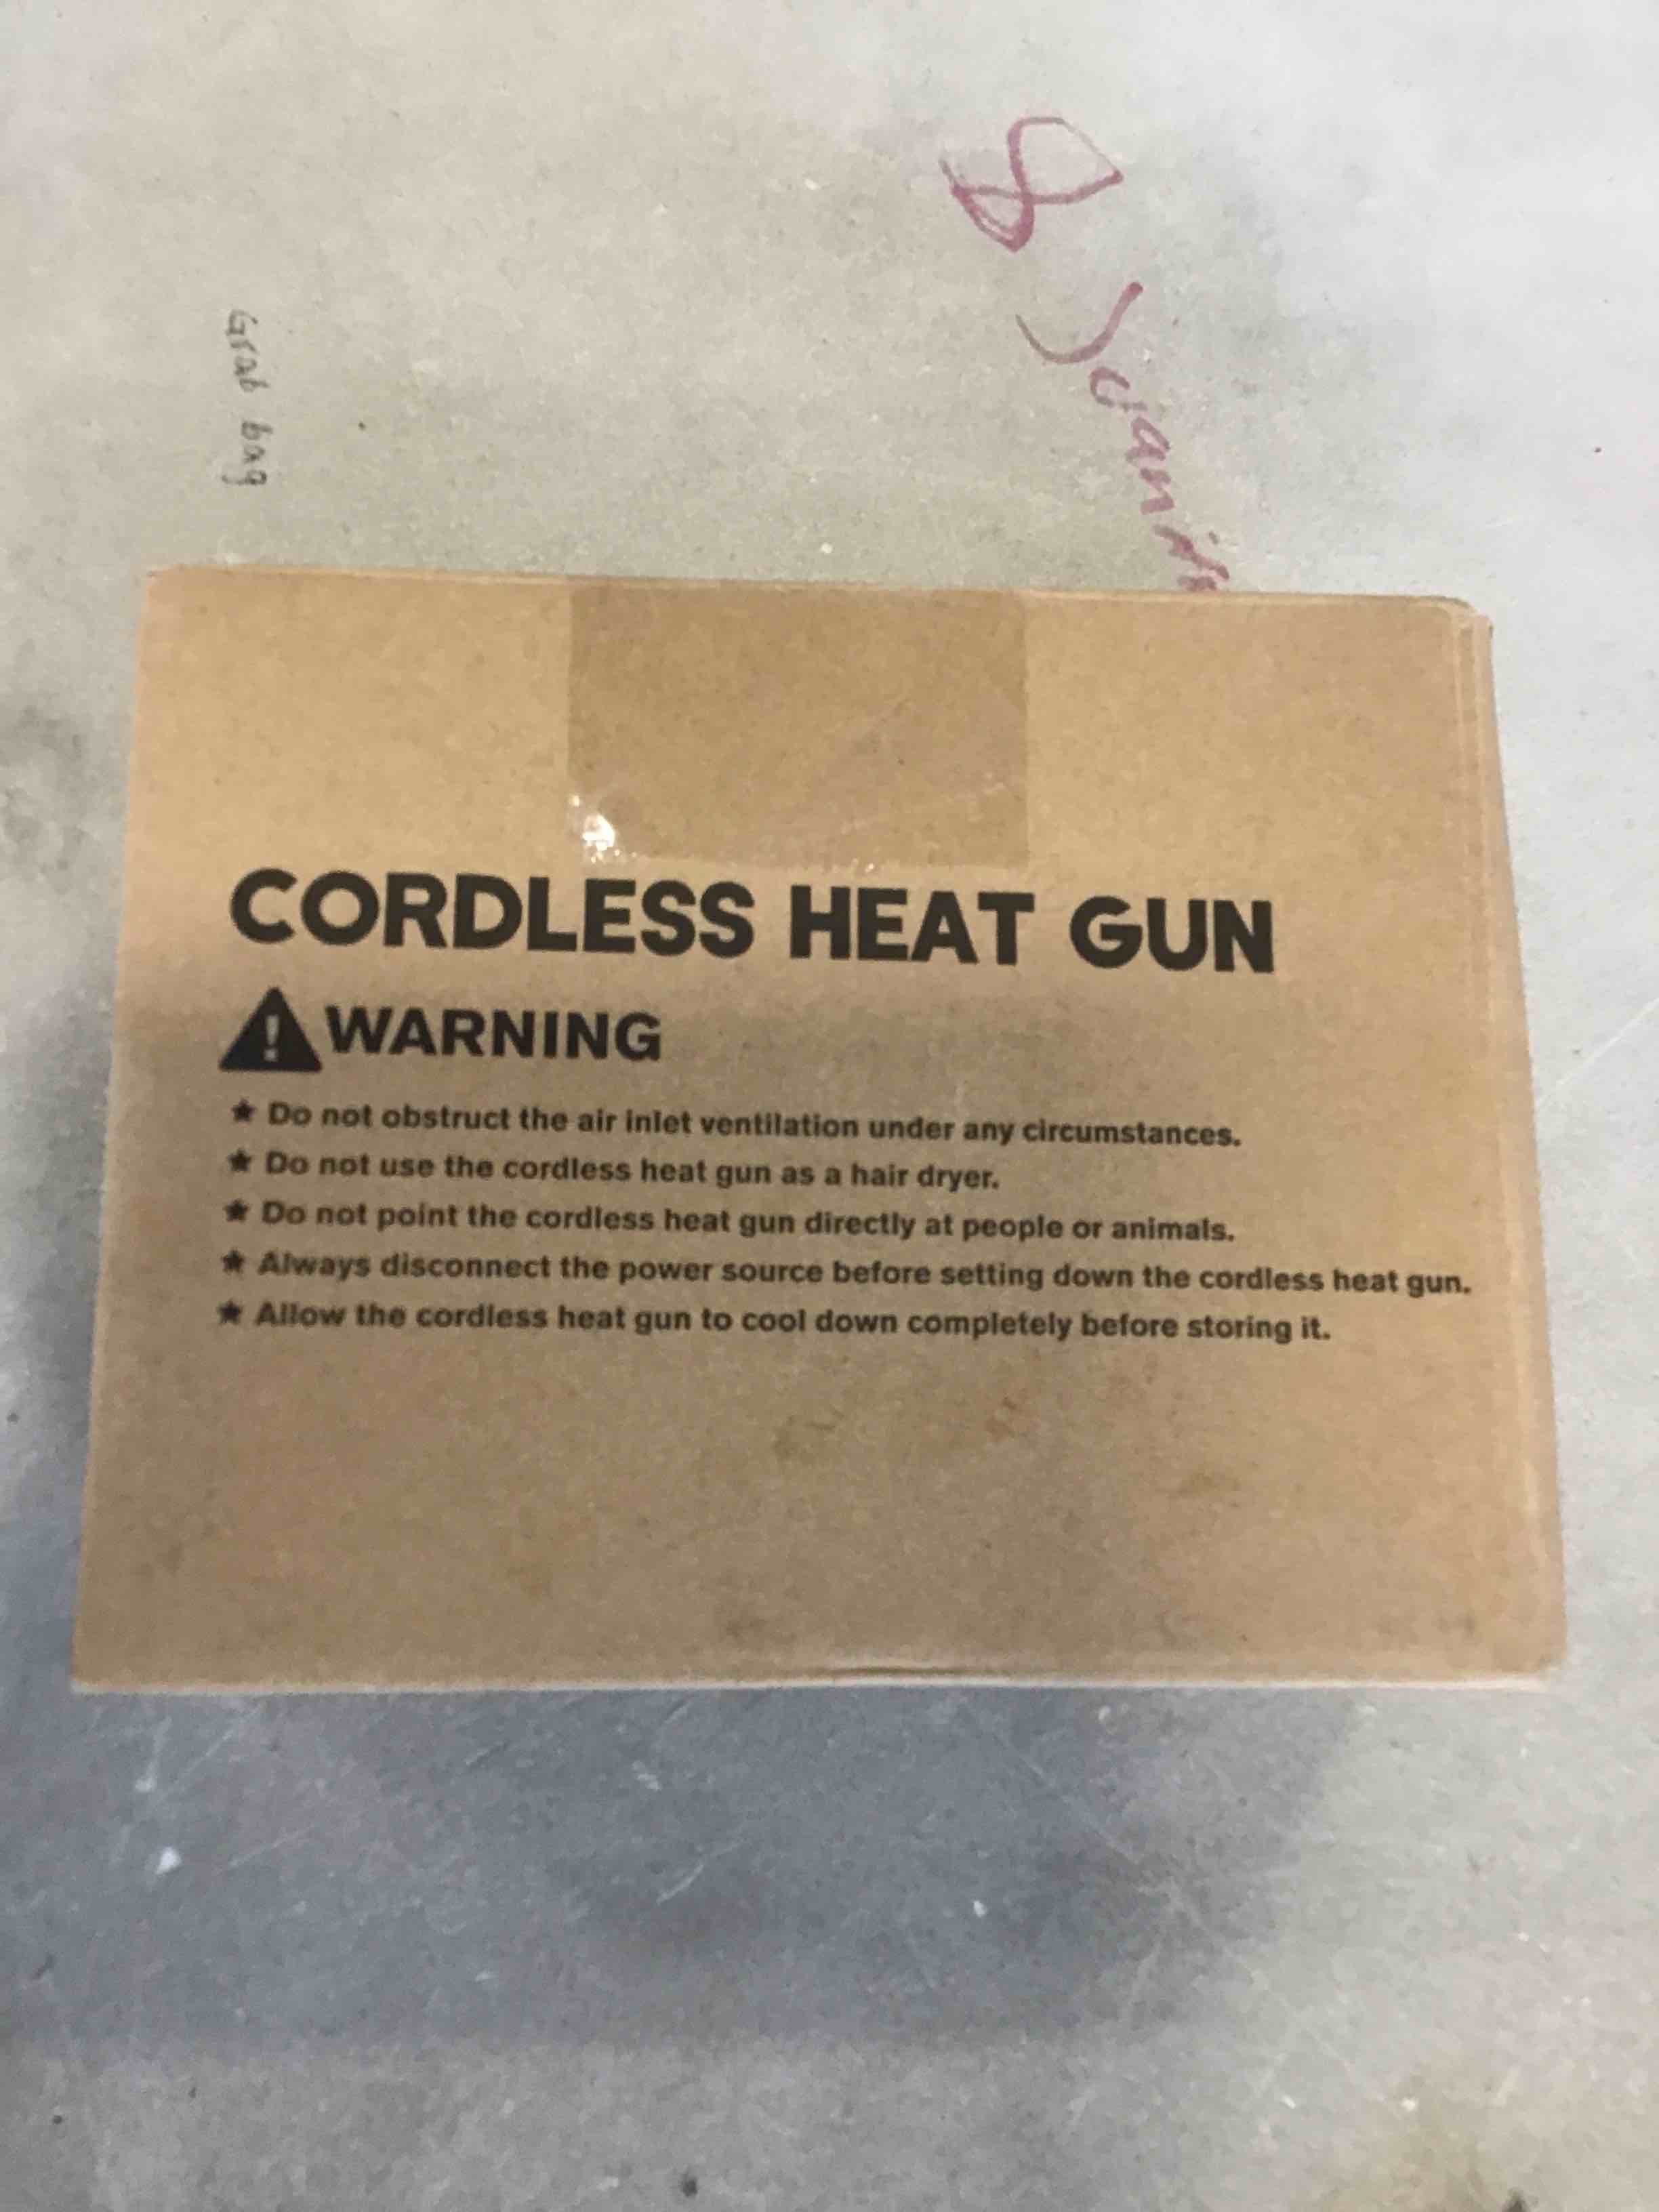 8
Grab bag
CORDLESS HEAT GUN
WARNING
★ Do not obstruct the air inlet ventilation under any circumstances.
★ Do not use the cordless heat gun as a hair dryer.
★ Do not point the cordless heat gun directly at people or animals.
★ Always disconnect the power source before setting down the cordless heat gun.
★ Allow the cordless heat gun to cool down completely before storing it.